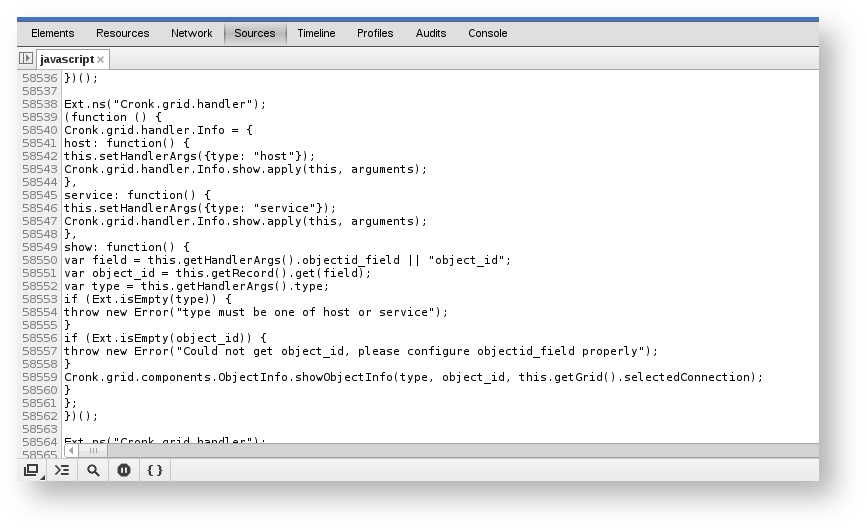 Elements Resources Network Sources Timeline Profiles Audits Console
javascript ×
58536 })();
58537
58538 Ext.ns("Cronk.grid.handler");
58539 (function () {
58540 Cronk.grid.handler.Info = {
58541 host: function() {
58542 this.setHandlerArgs({type: "host"});
58543 Cronk.grid.handler.Info.show.apply(this, arguments);
58544 },
58545 service: function() {
58546 this.setHandlerArgs({type: "service"});
58547 Cronk.grid.handler.Info.show.apply(this, arguments);
58548 },
58549 show: function() {
58550 var field = this.getHandlerArgs().objectid_field || "object_id";
58551 var object_id = this.getRecord().get(field);
58552 var type = this.getHandlerArgs().type;
58553 if (Ext.isEmpty(type)) {
58554 throw new Error("type must be one of host or service");
58555 }
58556 if (Ext.isEmpty(object_id)) {
58557 throw new Error("Could not get object_id, please configure objectid_field properly");
58558 }
58559 Cronk.grid.components.ObjectInfo.showObjectInfo(type, object_id, this.getGrid().selectedConnection);
58560 }
58561 };
58562 })();
58563
58564 Ext.ns("Cronk.grid.handler");
58565
{ }